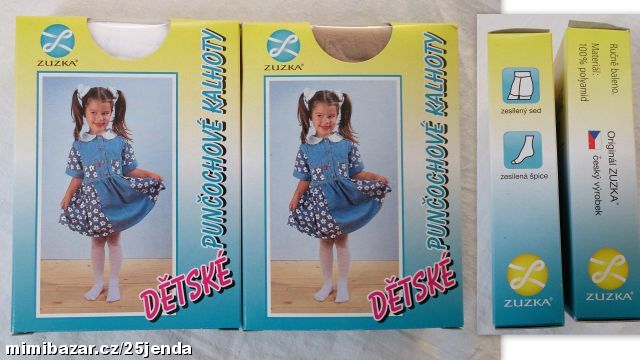 ZUZKA®
DĚTSKÉ PUNČOCHOVÉ KALHOTY
ZUZKA®
DĚTSKÉ PUNČOCHOVÉ KALHOTY
zesílený sed
zesílená špice
ZUZKA®
Ručně baleno.
Materiál:
100 % polyamid
Originál ZUZKA®
český výrobek
ZUZKA®
mimibazar.cz/25jenda